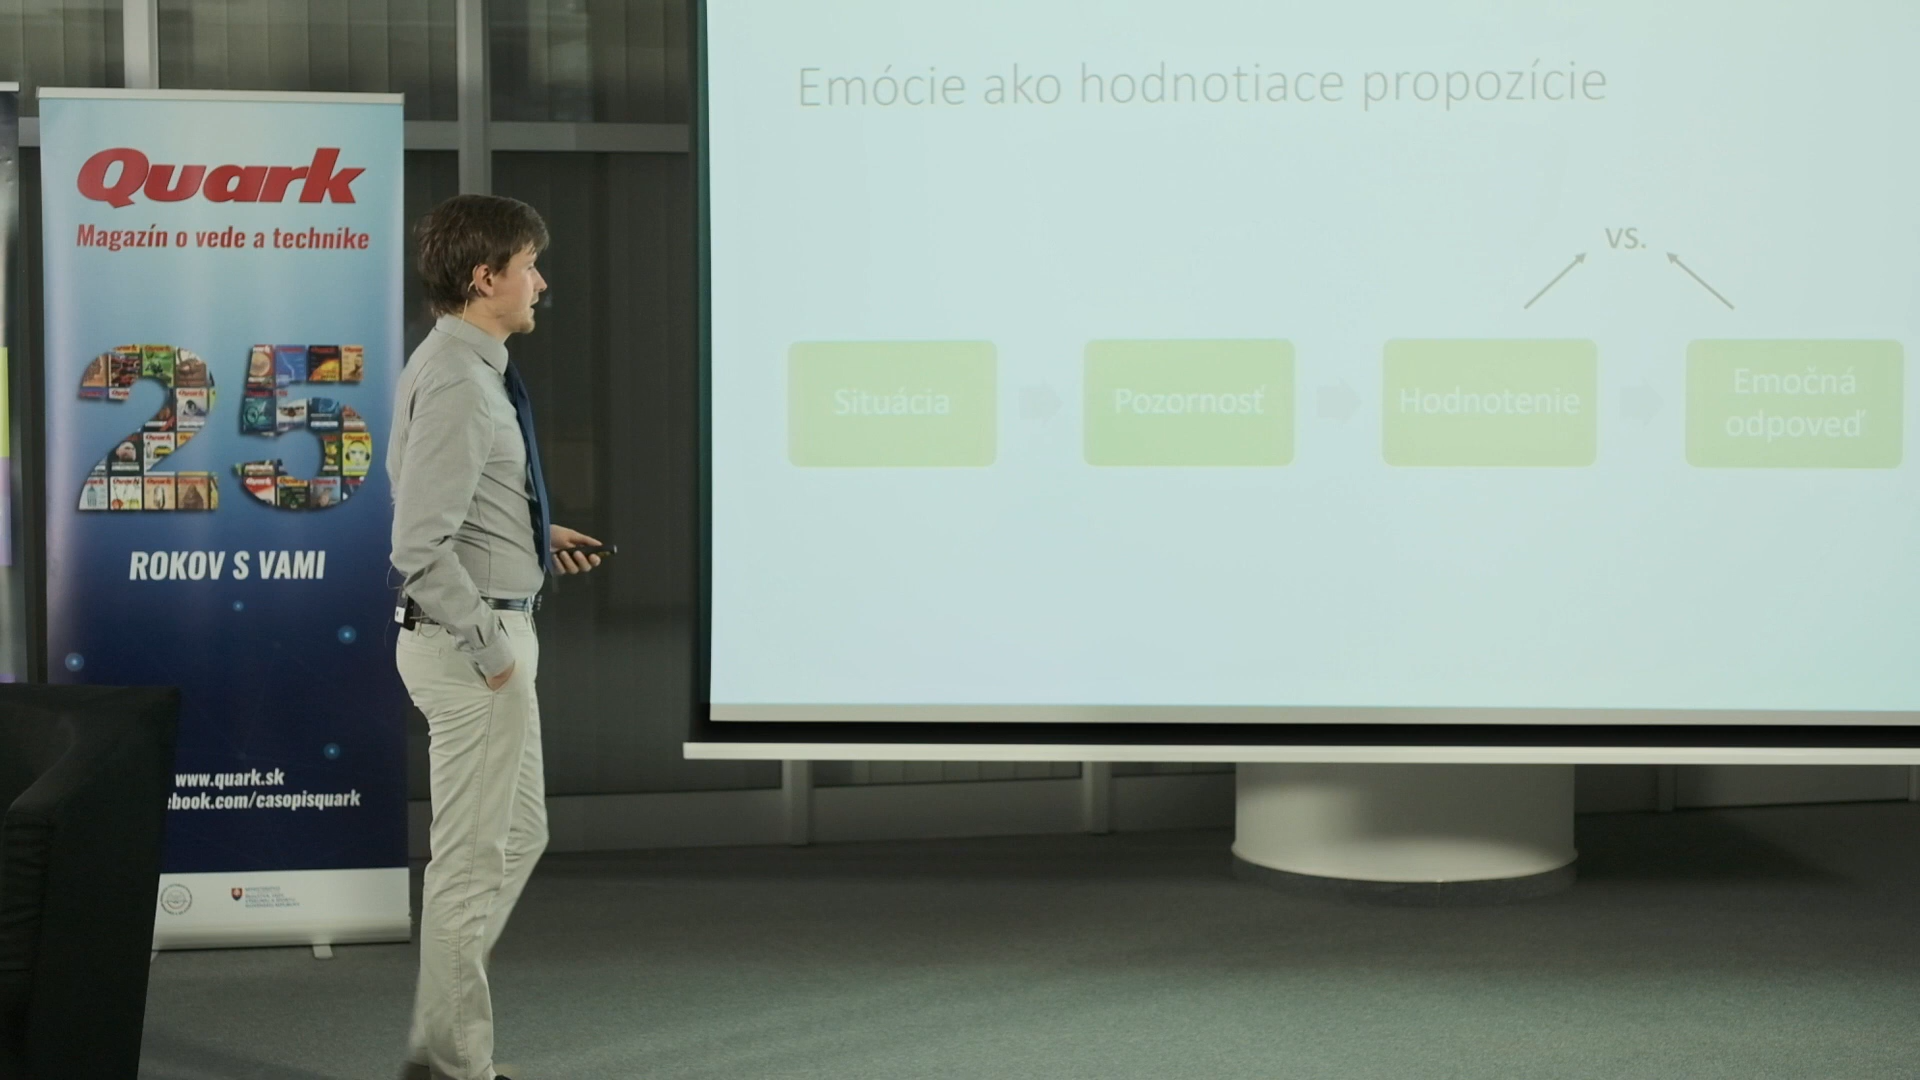 Quark
Magazín o vede a technike
25
ROKOV S VAMI
www.quark.sk
ebook.com/casopisquark
Emócie ako hodnotiace propozície
vs.
Situácia
Pozornosť
Hodnotenie
Emočná
odpoveď